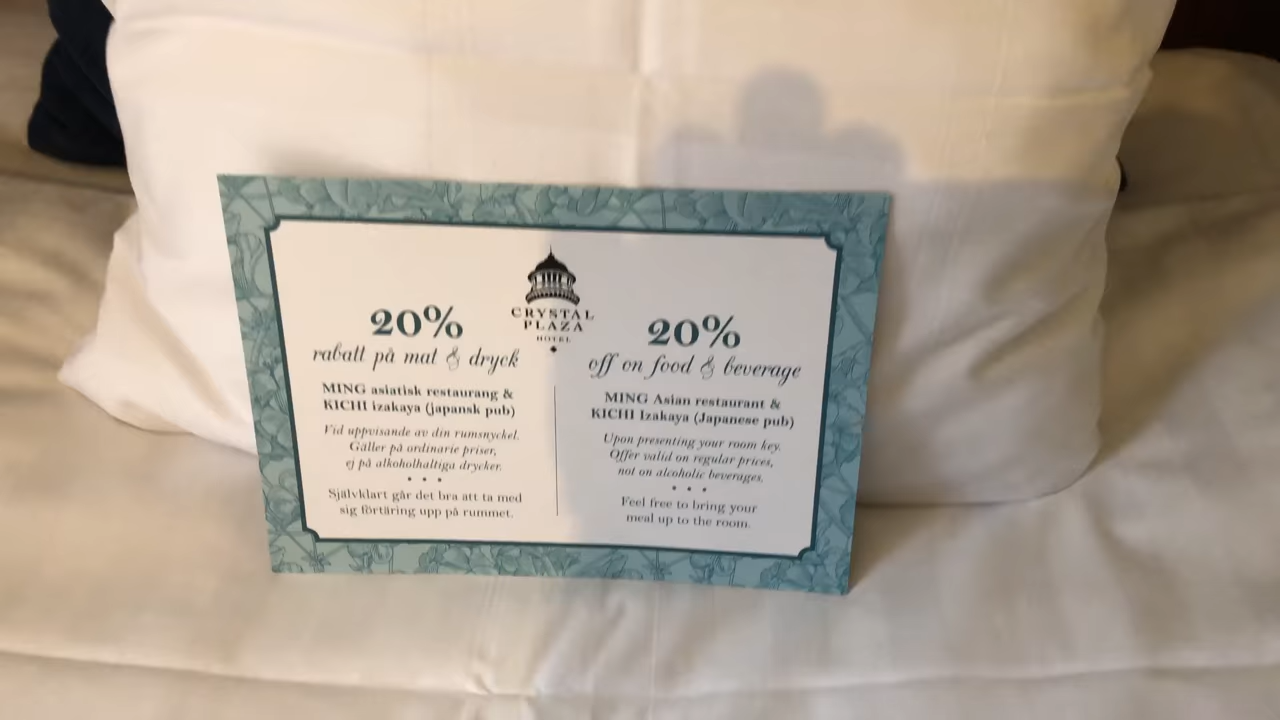 CRYSTAL
PLAZA
HOTEL
20%
rabatt på mat & dryck
MING asiatisk restaurang &
KICHI izakaya (japansk pub)
Vid uppvisande av din rumsnyckel.
Gäller på ordinarie priser,
ej på alkoholhaltiga drycker.
• • •
Självklart går det bra att ta med
sig förtäring upp på rummet.
20%
off on food & beverage
MING Asian restaurant &
KICHI Izakaya (Japanese pub)
Upon presenting your room key.
Offer valid on regular prices,
not on alcoholic beverages.
• • •
Feel free to bring your
meal up to the room.